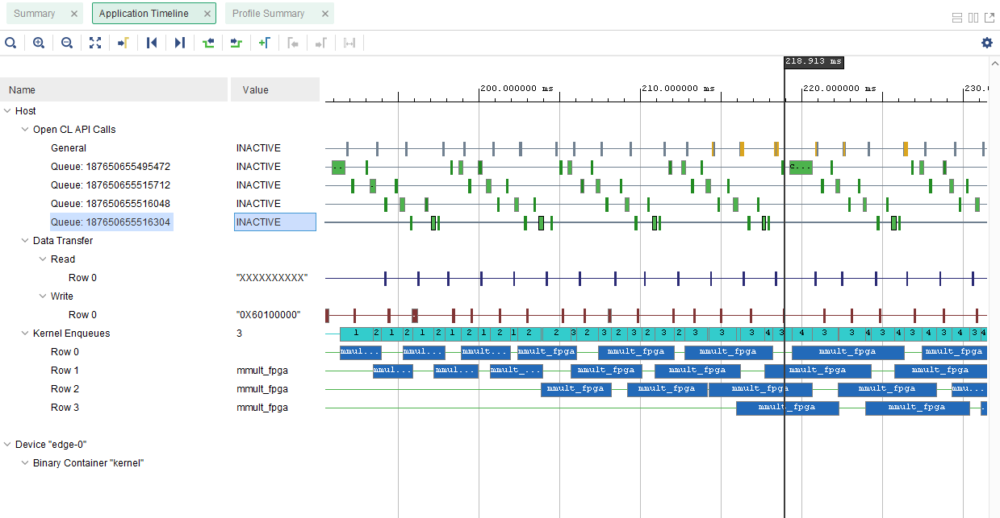 Summary Application Timeline Profile Summary
218.913 ms
Name Value 200.000000 ms 210.000000 ms 220.000000 ms 230.
Host
Open CL API Calls
General INACTIVE
Queue: 187650655495472 INACTIVE
Queue: 187650655515712 INACTIVE
Queue: 187650655516048 INACTIVE
Queue: 187650655516304 INACTIVE
Data Transfer
Read
Row 0 "XXXXXXXXXX"
Write
Row 0 "0X60100000"
Kernel Enqueues 3 1 2 1 2 1 2 1 2 1 2 1 2 2 3 2 3 2 3 2 3 2 3 3 4 3 4 3 3 4 3 4 3 4 3 4 3 4
Row 0 mmul... mmul... mmult... mmult_fpga mmult_fpga mmult_fpga mmult_fpga mmult_fpga
Row 1 mmult_fpga mmul... mmul... mmult_... mmult_fpga mmult_fpga mmult_fpga mmult_fpga
Row 2 mmult_fpga mmult_fpga mmult_fpga mmult_fpga mmult_fpga mmu...
Row 3 mmult_fpga mmult_fpga mmult_fpga
Device "edge-0"
Binary Container "kernel"